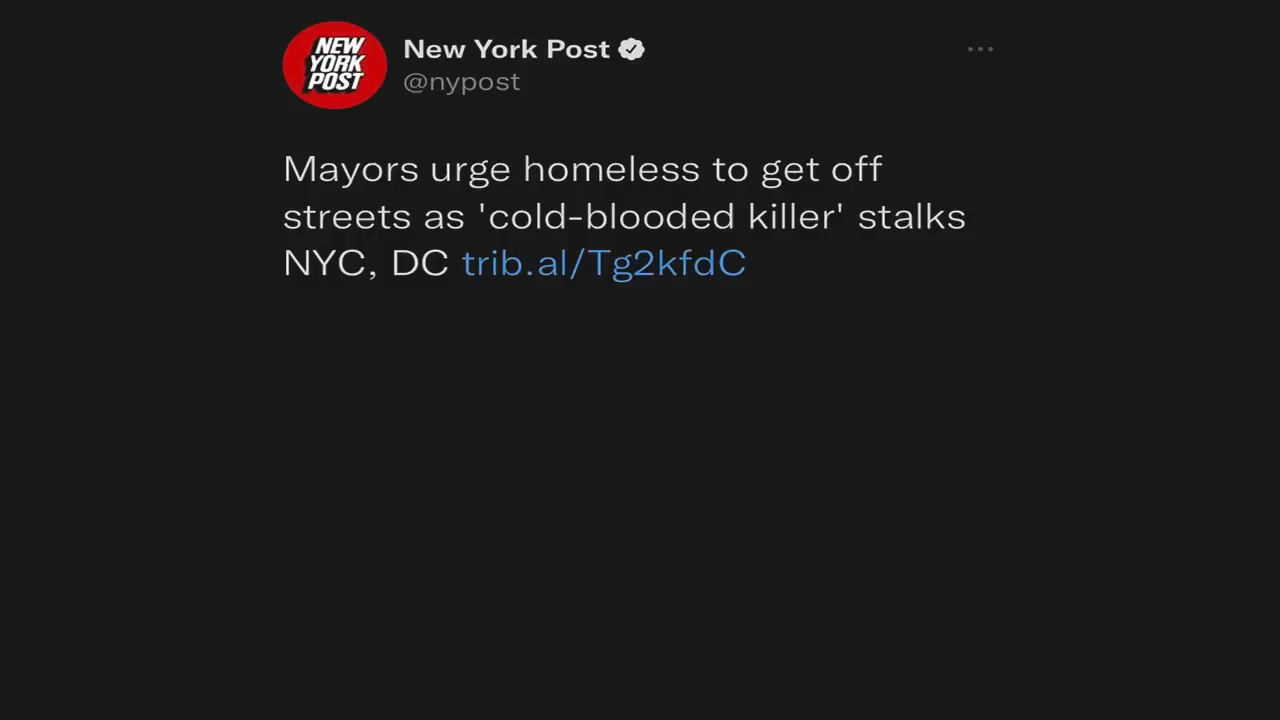 NEW
YORK
POST
New York Post
@nypost
Mayors urge homeless to get off
streets as 'cold-blooded killer' stalks
NYC, DC trib.al/Tg2kfdC